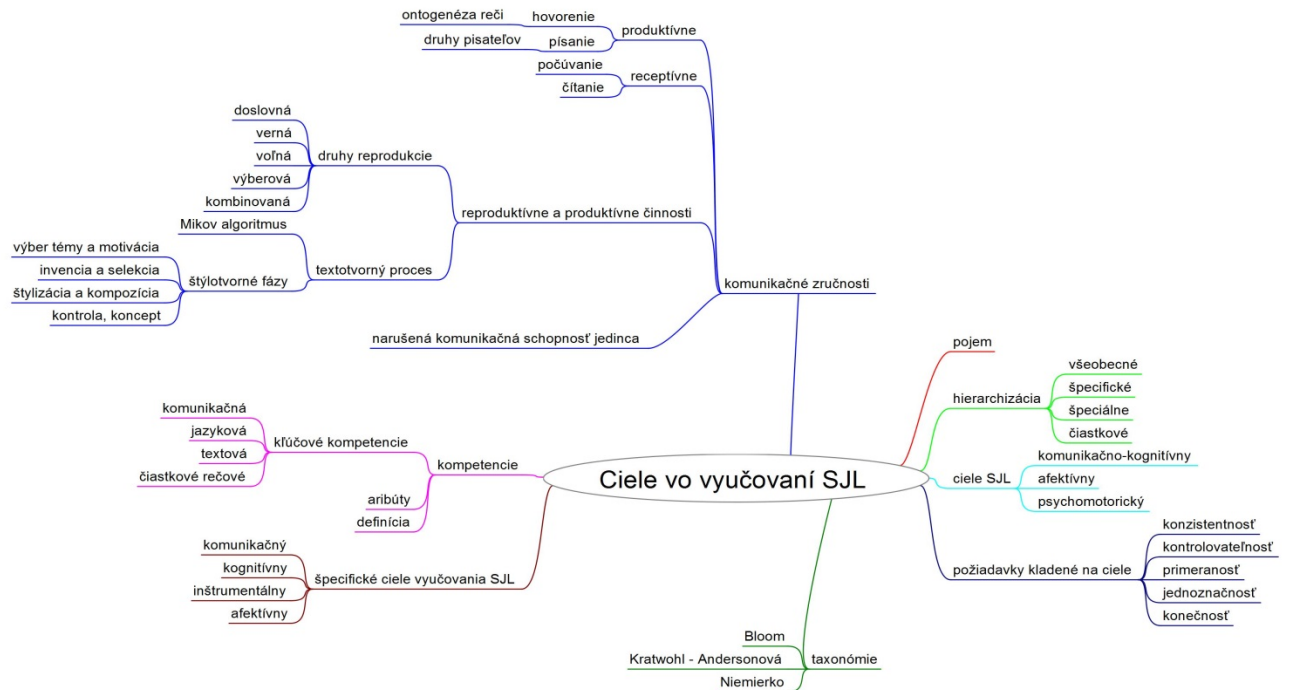 ontogenéza reči
hovorenie
druhy pisateľov
písanie
produktívne
počúvanie
čítanie
receptívne
doslovná
verná
voľná
výberová
kombinovaná
druhy reprodukcie
Mikov algoritmus
výber témy a motivácia
invencia a selekcia
štylizácia a kompozícia
kontrola, koncept
štýlotvorné fázy
textotvorný proces
reproduktívne a produktívne činnosti
narušená komunikačná schopnosť jedinca
komunikačné zručnosti
komunikačná
jazyková
textová
čiastkové rečové
kľúčové kompetencie
aribúty
definícia
kompetencie
komunikačný
kognitívny
inštrumentálny
afektívny
špecifické ciele vyučovania SJL
Ciele vo vyučovaní SJL
pojem
hierarchizácia
všeobecné
špecifické
špeciálne
čiastkové
ciele SJL
komunikačno-kognitívny
afektívny
psychomotorický
požiadavky kladené na ciele
konzistentnosť
kontrolovateľnosť
primeranosť
jednoznačnosť
konečnosť
Bloom
Kratwohl - Andersonová
Niemierko
taxonómie